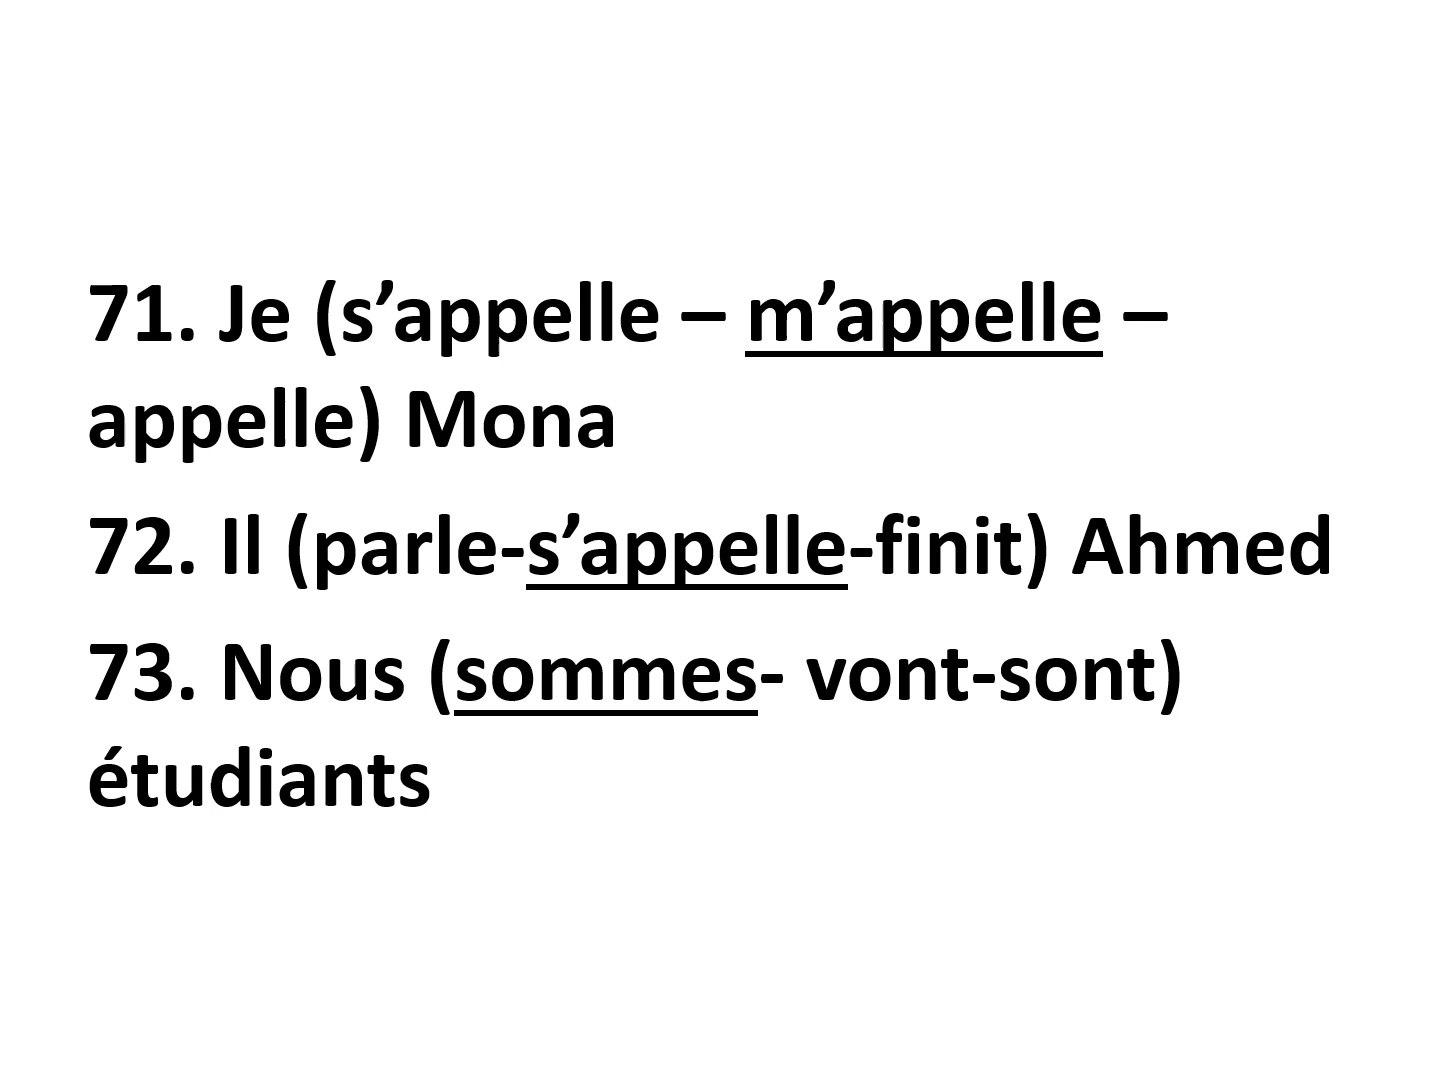 71. Je (s’appelle – m’appelle –
appelle) Mona
72. Il (parle-s’appelle-finit) Ahmed
73. Nous (sommes- vont-sont)
étudiants